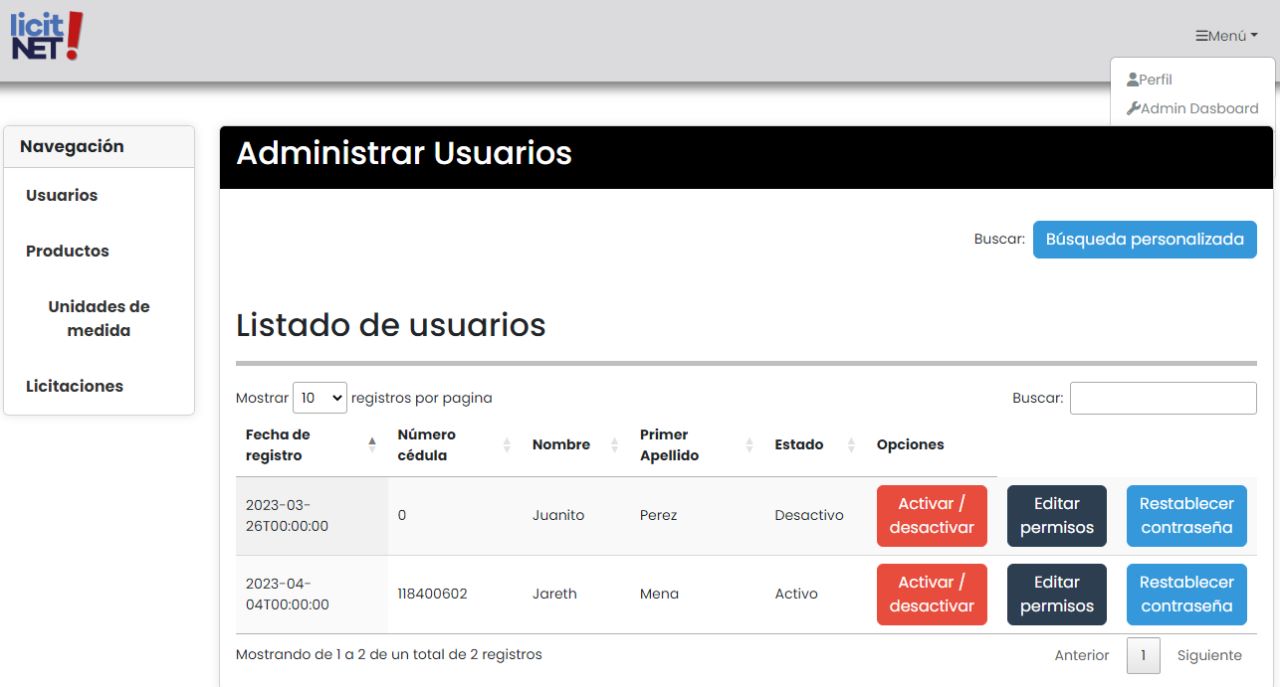 licit
NET!
Menú
Perfil
Admin Dasboard
Navegación
Usuarios
Productos
Unidades de
medida
Licitaciones
Administrar Usuarios
Buscar: Búsqueda personalizada
Listado de usuarios
Mostrar 10 registros por pagina
Buscar:
Fecha de
registro
Número
cédula
Nombre
Primer
Apellido
Estado
Opciones
2023-03-
26T00:00:00
0
Juanito
Perez
Desactivo
Activar /
desactivar
Editar
permisos
Restablecer
contraseña
2023-04-
04T00:00:00
118400602
Jareth
Mena
Activo
Activar /
desactivar
Editar
permisos
Restablecer
contraseña
Mostrando de 1 a 2 de un total de 2 registros
Anterior 1 Siguiente